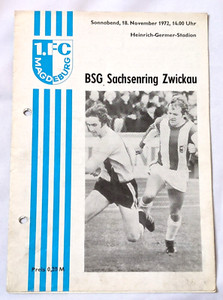 Sonnabend, 18. November 1972, 14.00 Uhr
Heinrich-Germer-Stadion
1.FC
MAGDEBURG
BSG Sachsenring Zwickau
Preis 0,25 M